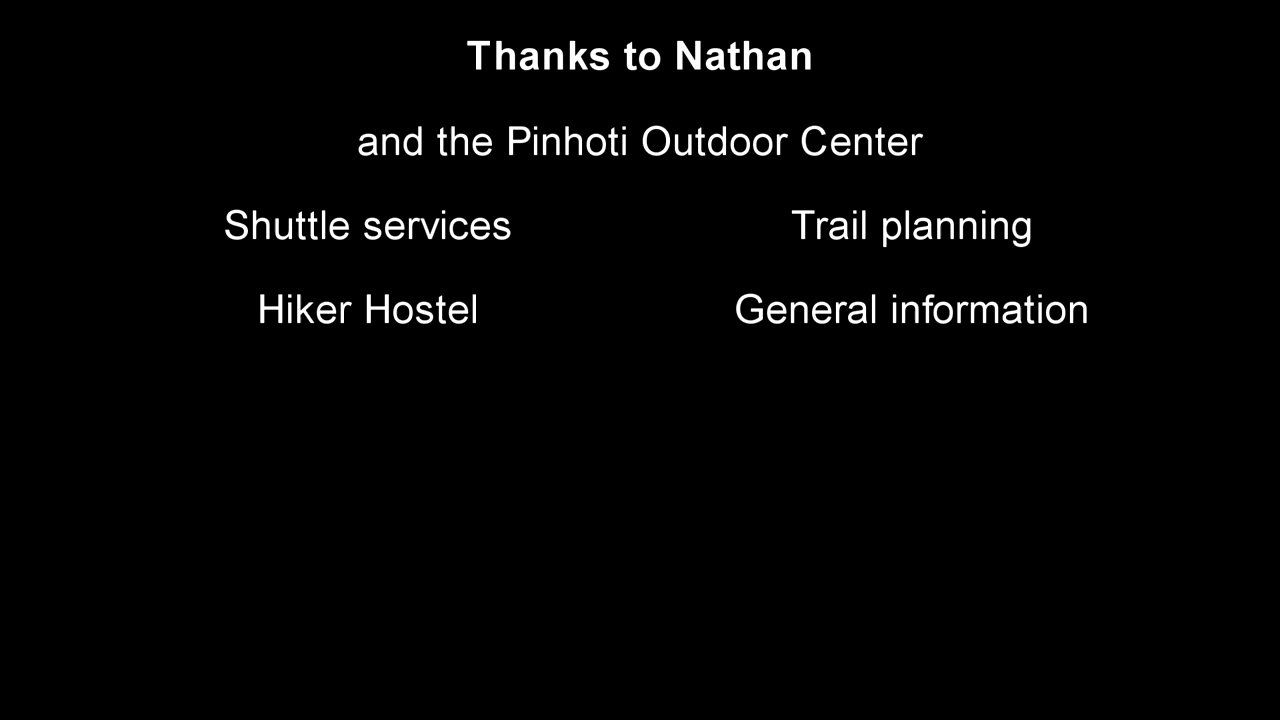 Thanks to Nathan
and the Pinhoti Outdoor Center
Shuttle services Trail planning
Hiker Hostel General information